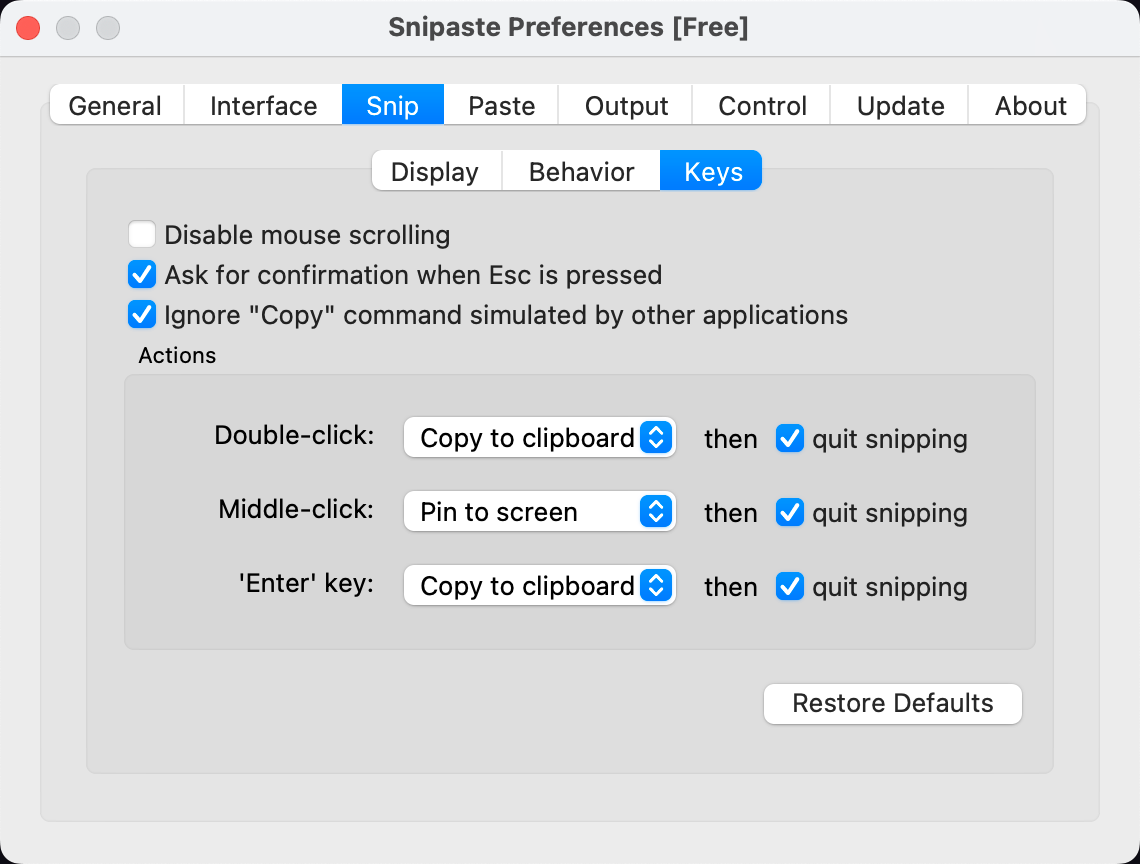 Snipaste Preferences [Free]
General Interface Snip Paste Output Control Update About
Display Behavior Keys
Disable mouse scrolling
Ask for confirmation when Esc is pressed
Ignore "Copy" command simulated by other applications
Actions
Double-click: Copy to clipboard then quit snipping
Middle-click: Pin to screen then quit snipping
'Enter' key: Copy to clipboard then quit snipping
Restore Defaults